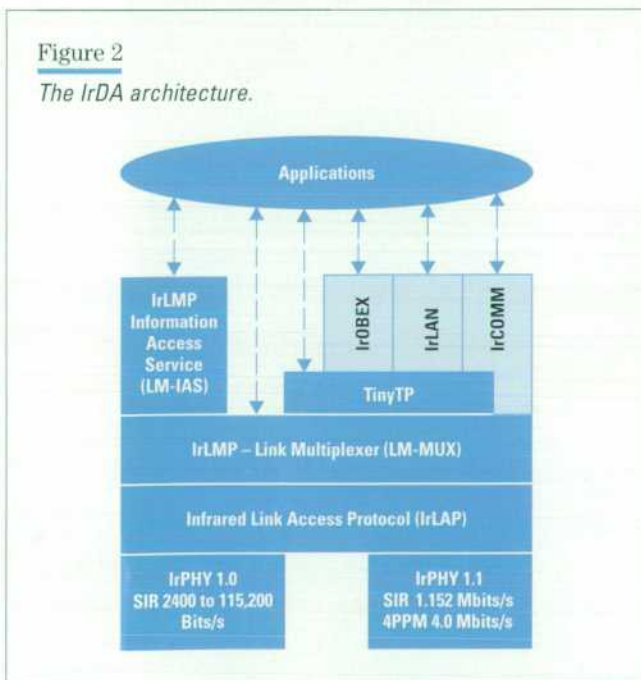 Figure 2
The IrDA architecture.
Applications
IrLMP
Information
Access
Service
(LM-IAS)
IrOBEX
IrLAN
IrCOMM
TinyTP
IrLMP – Link Multiplexer (LM-MUX)
Infrared Link Access Protocol (IrLAP)
IrPHY 1.0
SIR 2400 to 115,200
Bits/s
IrPHY 1.1
SIR 1.152 Mbits/s
4PPM 4.0 Mbits/s